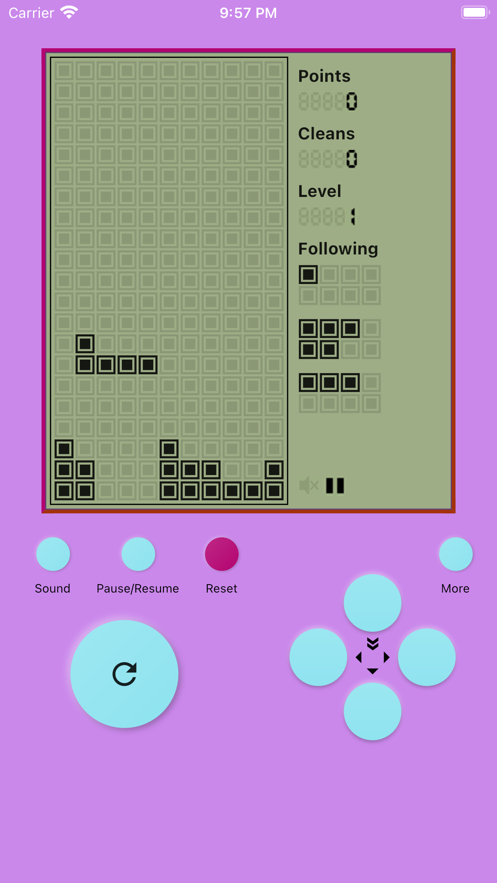 Carrier 9:57 PM
Points
0
Cleans
0
Level
1
Following
Sound Pause/Resume Reset More